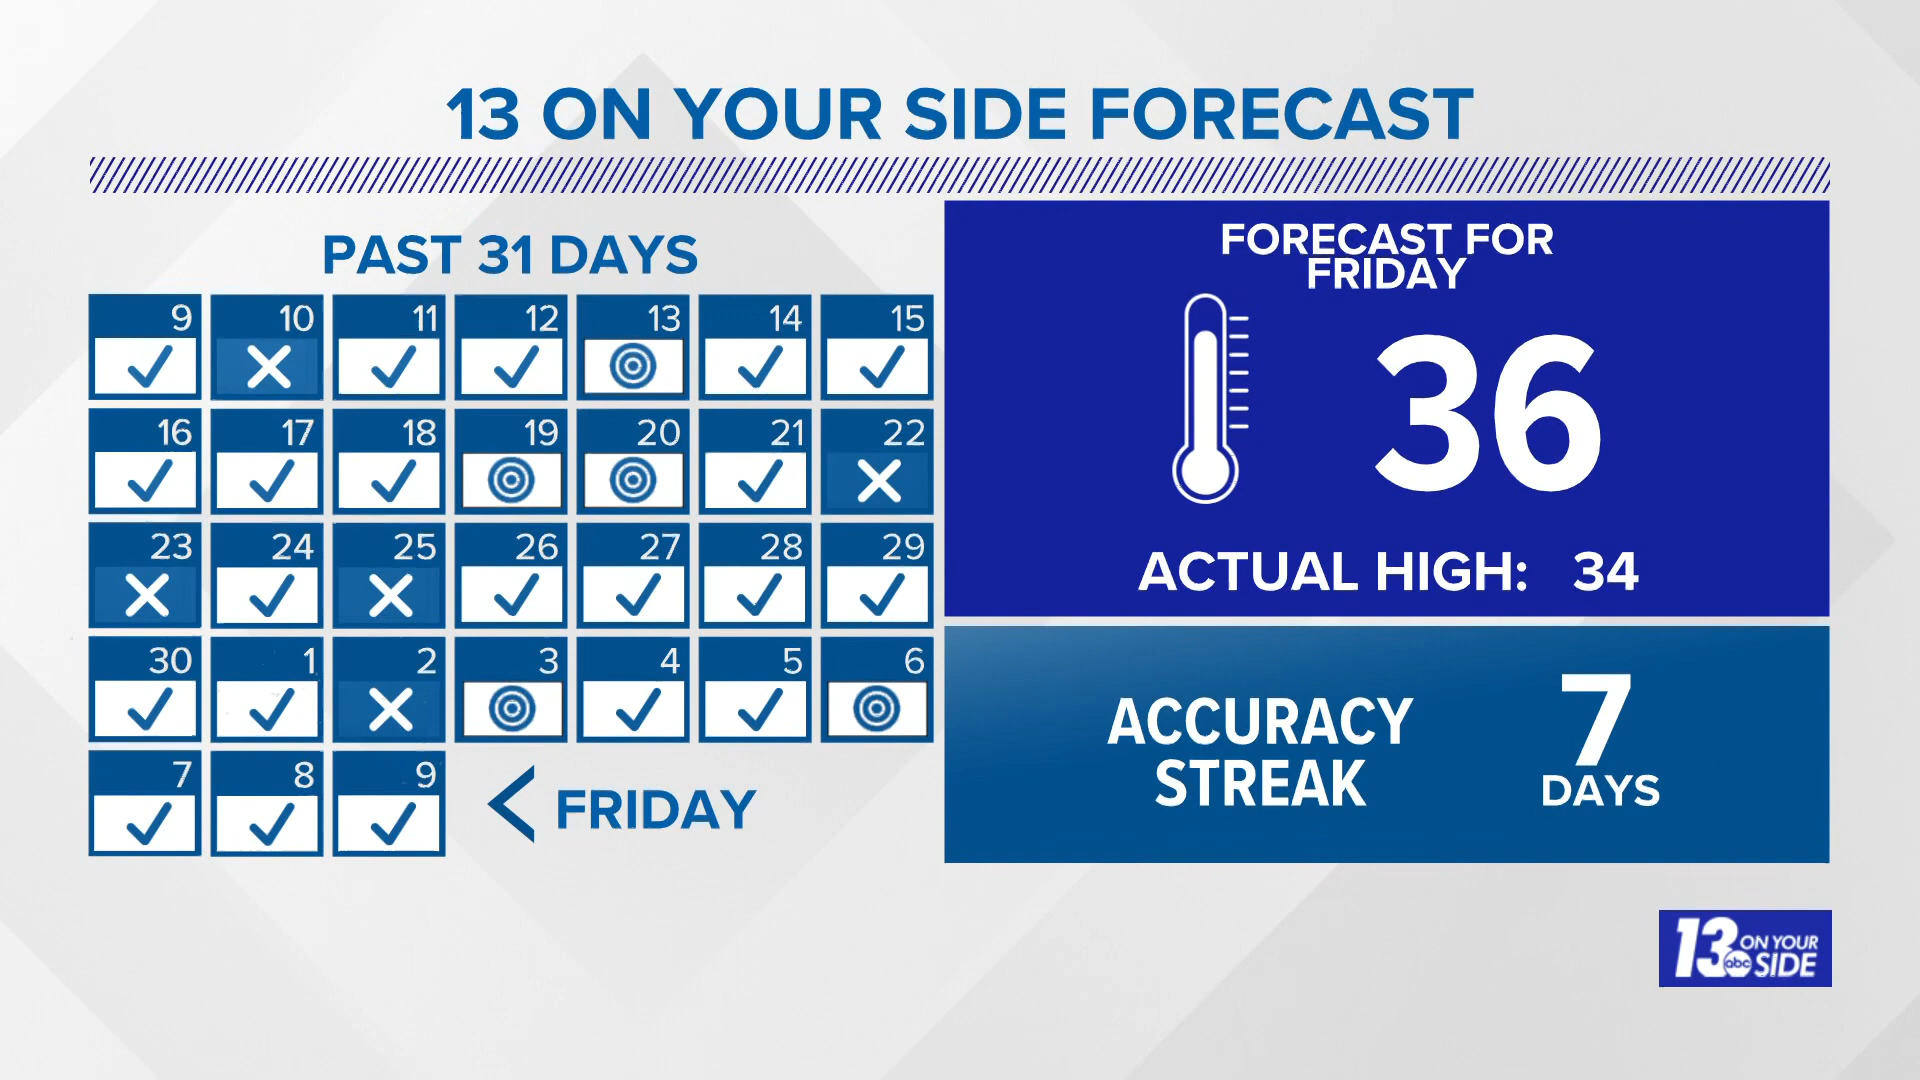 13 ON YOUR SIDE FORECAST
PAST 31 DAYS
9 10 11 12 13 14 15
16 17 18 19 20 21 22
23 24 25 26 27 28 29
30 1 2 3 4 5 6
7 8 9
FRIDAY
FORECAST FOR
FRIDAY
36
ACTUAL HIGH: 34
ACCURACY
STREAK
7
DAYS
13 ON YOUR
abc SIDE